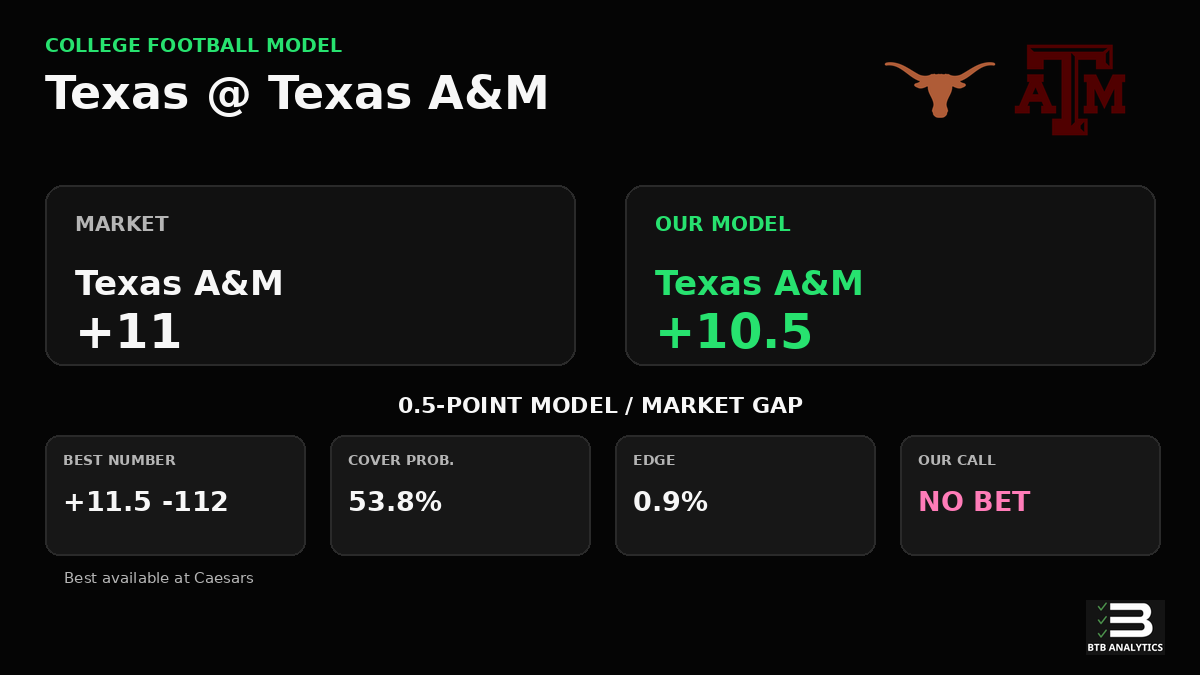 COLLEGE FOOTBALL MODEL
Texas @ Texas A&M
ATM
MARKET
Texas A&M
+11
OUR MODEL
Texas A&M
+10.5
0.5-POINT MODEL / MARKET GAP
BEST NUMBER
+11.5 -112
COVER PROB.
53.8%
EDGE
0.9%
OUR CALL
NO BET
Best available at Caesars
B
BTB ANALYTICS